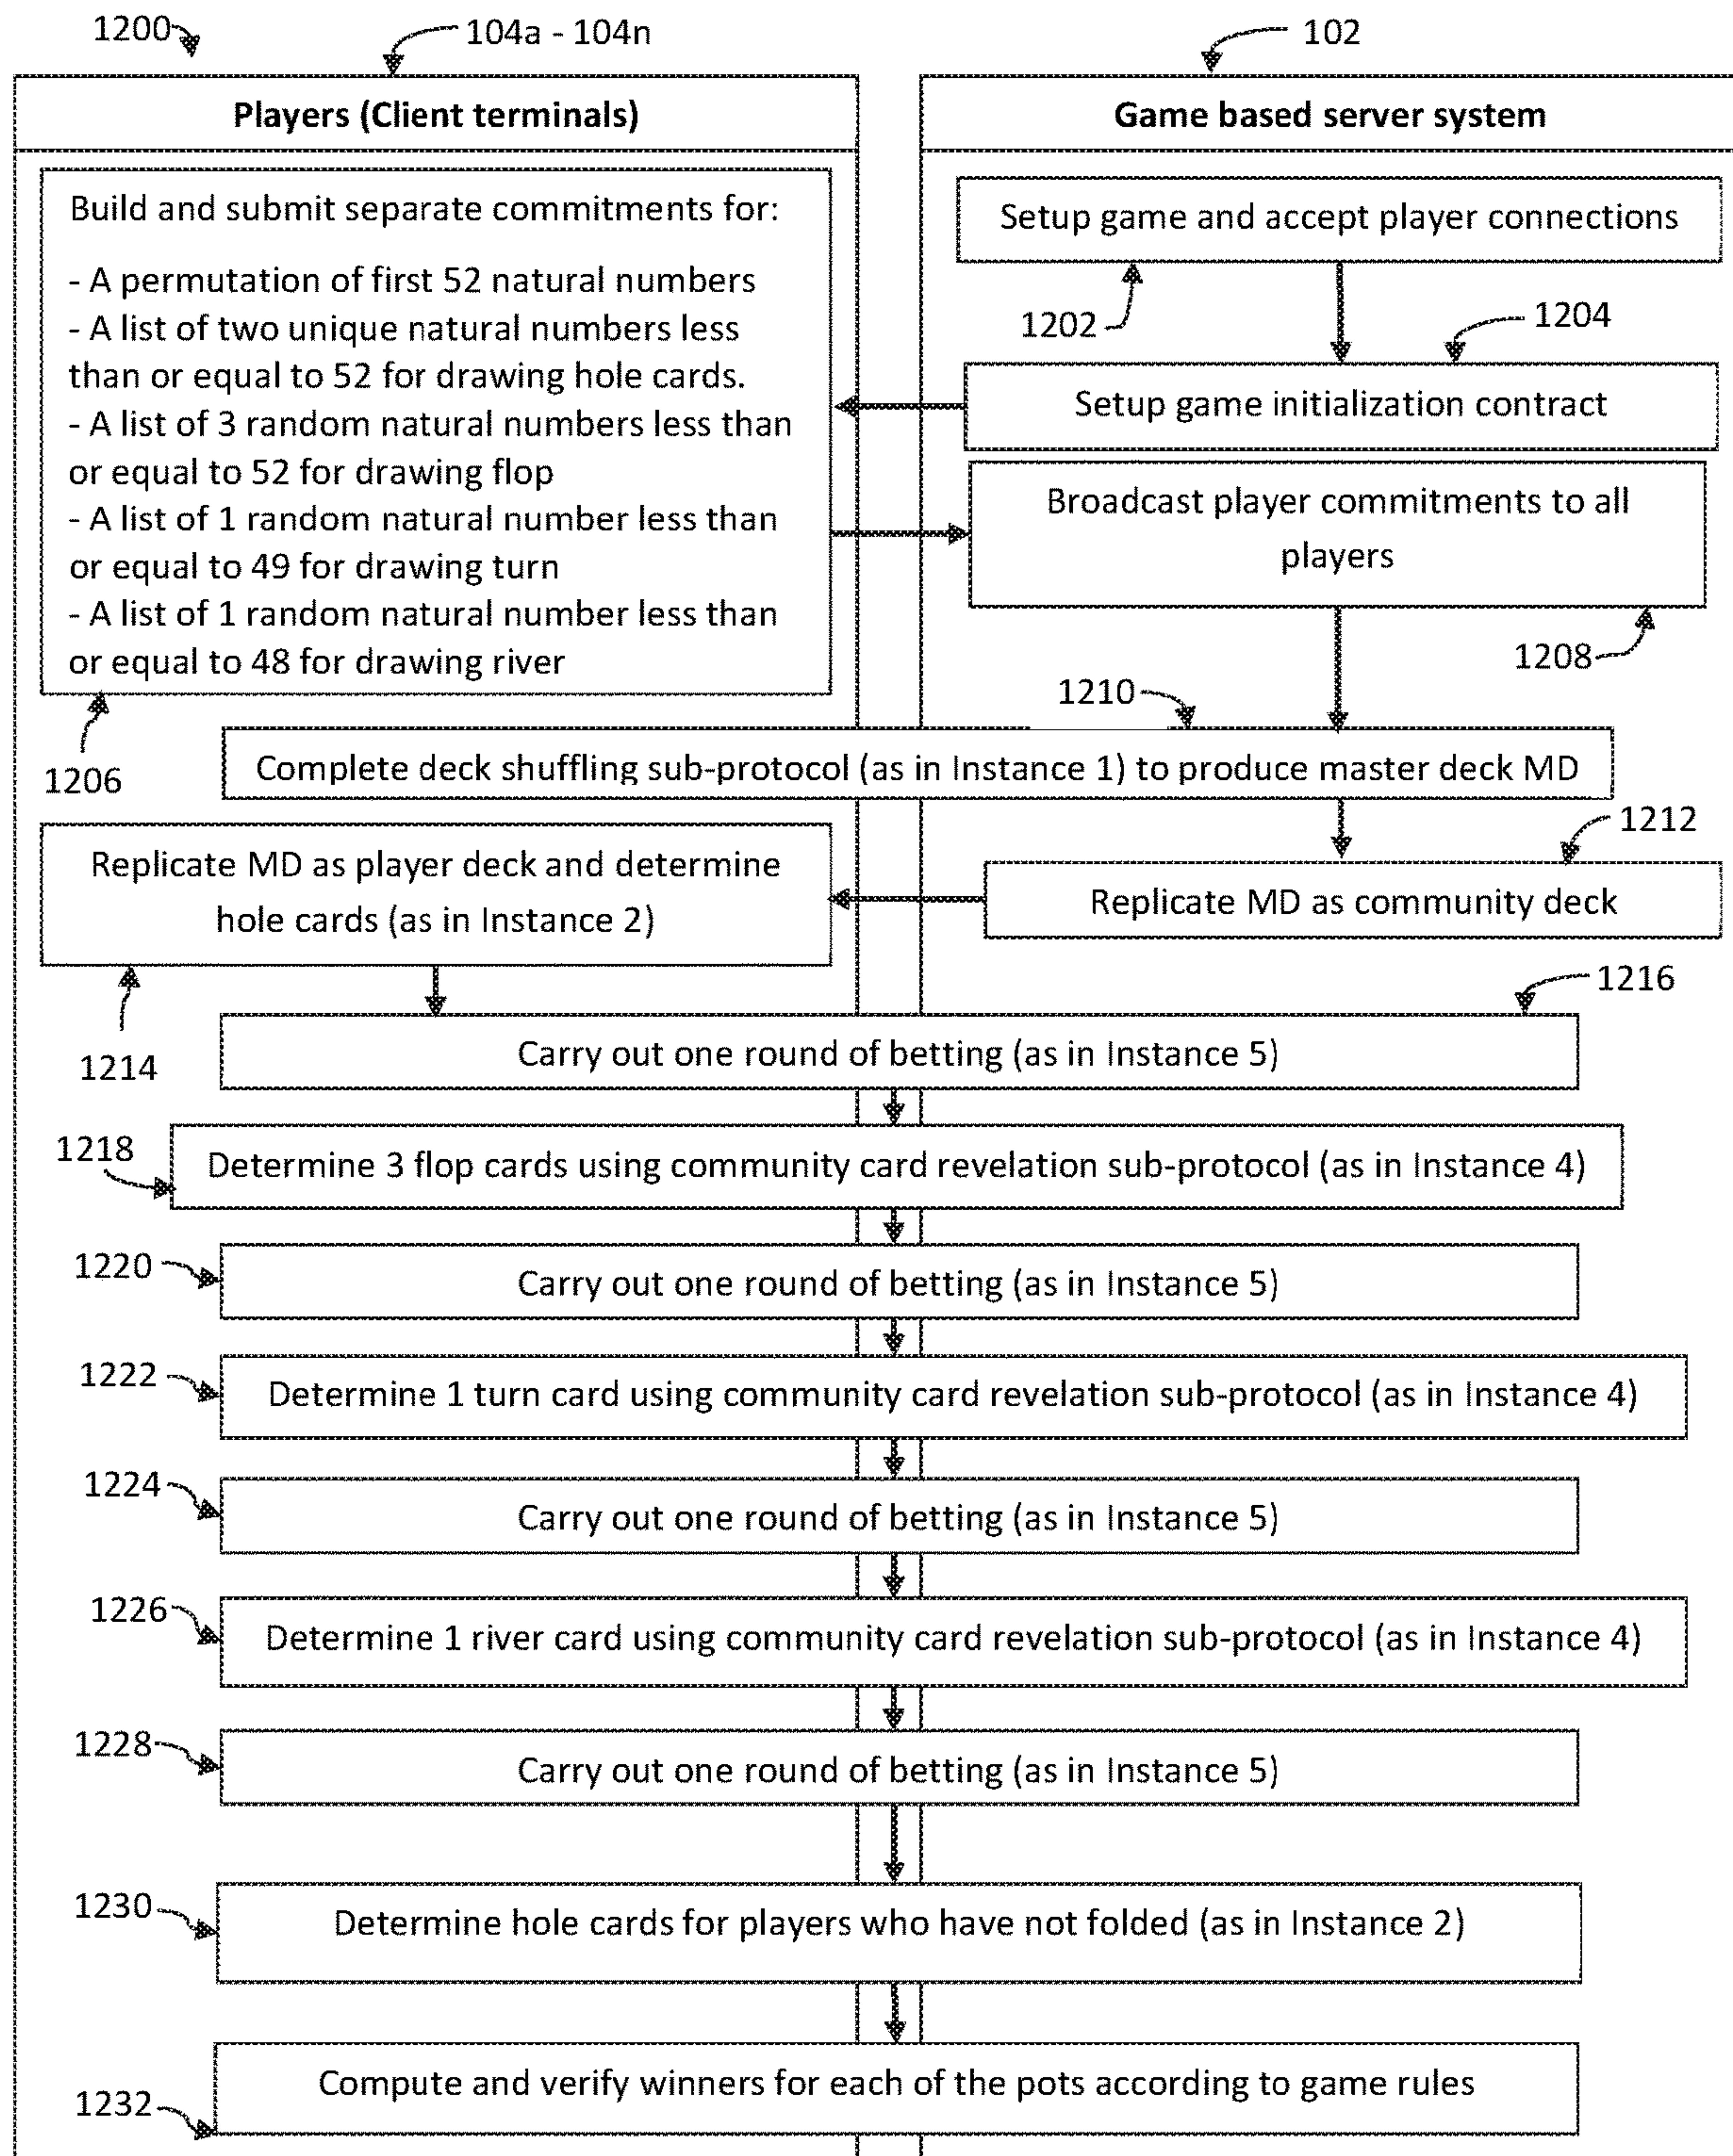 1200
104a - 104n
102
Players (Client terminals)
Game based server system
Build and submit separate commitments for:
- A permutation of first 52 natural numbers
- A list of two unique natural numbers less
than or equal to 52 for drawing hole cards.
- A list of 3 random natural numbers less than
or equal to 52 for drawing flop
- A list of 1 random natural number less than
or equal to 49 for drawing turn
- A list of 1 random natural number less than
or equal to 48 for drawing river
1206
Setup game and accept player connections
1202
1204
Setup game initialization contract
Broadcast player commitments to all
players
1208
1210
Complete deck shuffling sub-protocol (as in Instance 1) to produce master deck MD
1212
Replicate MD as community deck
Replicate MD as player deck and determine
hole cards (as in Instance 2)
1214
1216
Carry out one round of betting (as in Instance 5)
1218
Determine 3 flop cards using community card revelation sub-protocol (as in Instance 4)
1220
Carry out one round of betting (as in Instance 5)
1222
Determine 1 turn card using community card revelation sub-protocol (as in Instance 4)
1224
Carry out one round of betting (as in Instance 5)
1226
Determine 1 river card using community card revelation sub-protocol (as in Instance 4)
1228
Carry out one round of betting (as in Instance 5)
1230
Determine hole cards for players who have not folded (as in Instance 2)
Compute and verify winners for each of the pots according to game rules
1232